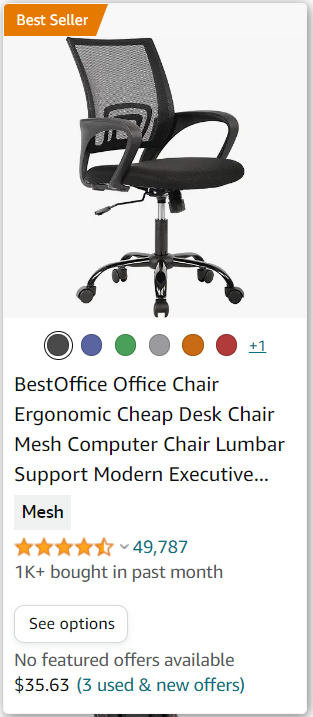 Best Seller
+1
BestOffice Office Chair
Ergonomic Cheap Desk Chair
Mesh Computer Chair Lumbar
Support Modern Executive...
Mesh
49,787
1K+ bought in past month
See options
No featured offers available
$35.63 (3 used & new offers)